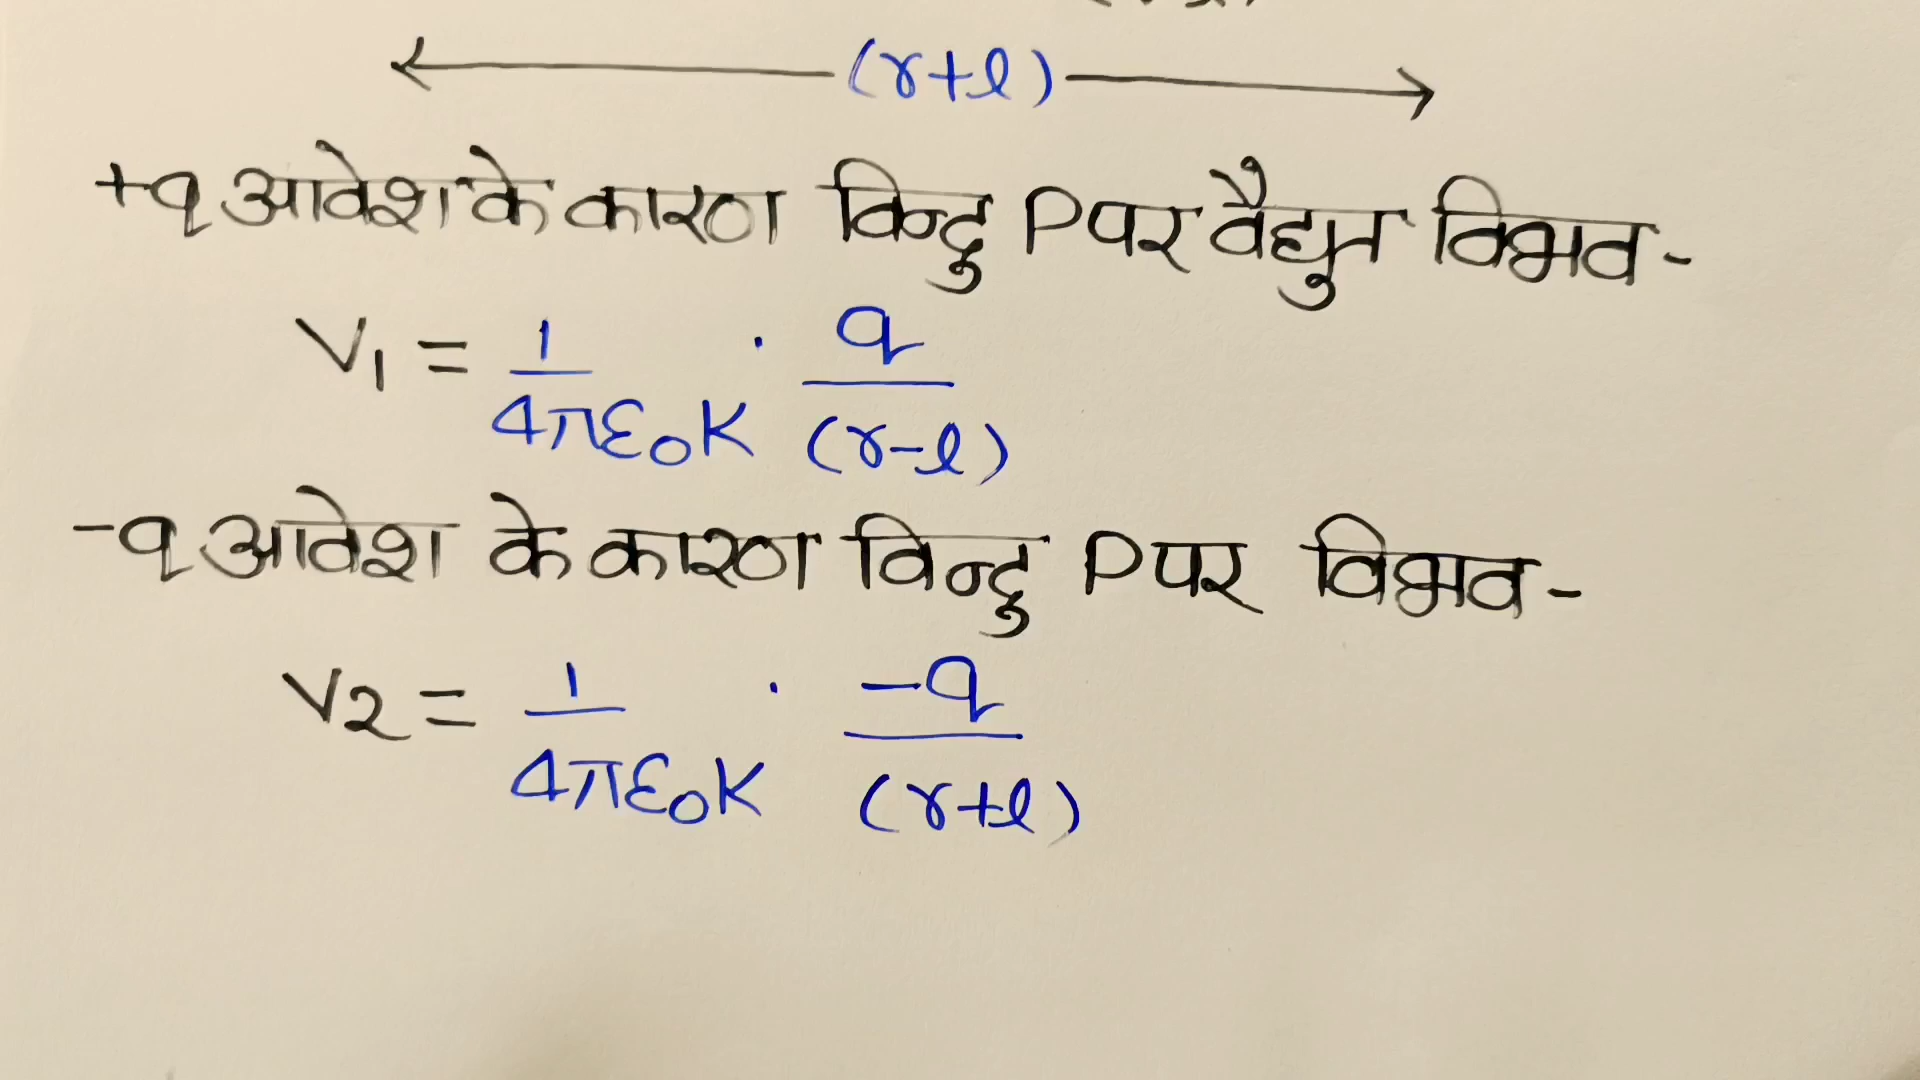 (r+l)
+q आवेश के कारण विन्दु P पर वैद्युत विभव-
V₁ = 1/4πε₀K · q/(r-l)
-q आवेश के कारण विन्दु P पर विभव-
V₂ = 1/4πε₀K · -q/(r+l)